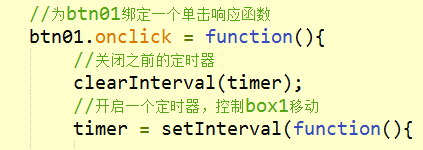 //为btn01绑定一个单击响应函数
btn01.onclick = function(){
//关闭之前的定时器
clearInterval(timer);
//开启一个定时器，控制box1移动
timer = setInterval(function(){